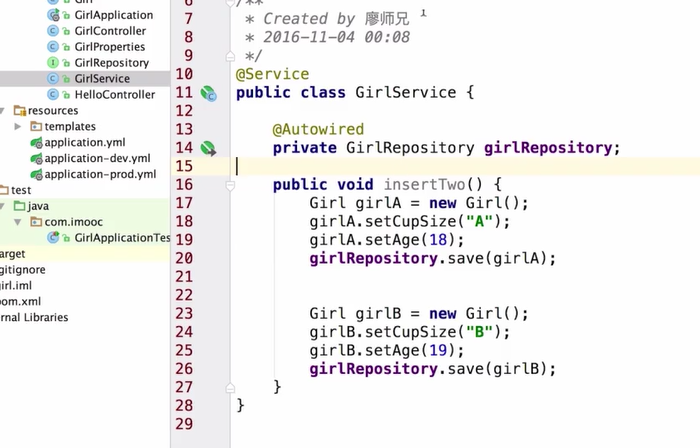 Girl
GirlApplication
GirlController
GirlProperties
GirlRepository
GirlService
HelloController
resources
templates
application.yml
application-dev.yml
application-prod.yml
test
java
com.imooc
GirlApplicationTes
arget
gitignore
girl.iml
oom.xml
rnal Libraries
6 /**
7 * Created by 廖师兄
8 * 2016-11-04 00:08
9 */
10 @Service
11 public class GirlService {
12
13 @Autowired
14 private GirlRepository girlRepository;
15
16 public void insertTwo() {
17 Girl girlA = new Girl();
18 girlA.setCupSize("A");
19 girlA.setAge(18);
20 girlRepository.save(girlA);
21
22
23 Girl girlB = new Girl();
24 girlB.setCupSize("B");
25 girlB.setAge(19);
26 girlRepository.save(girlB);
27 }
28 }
29